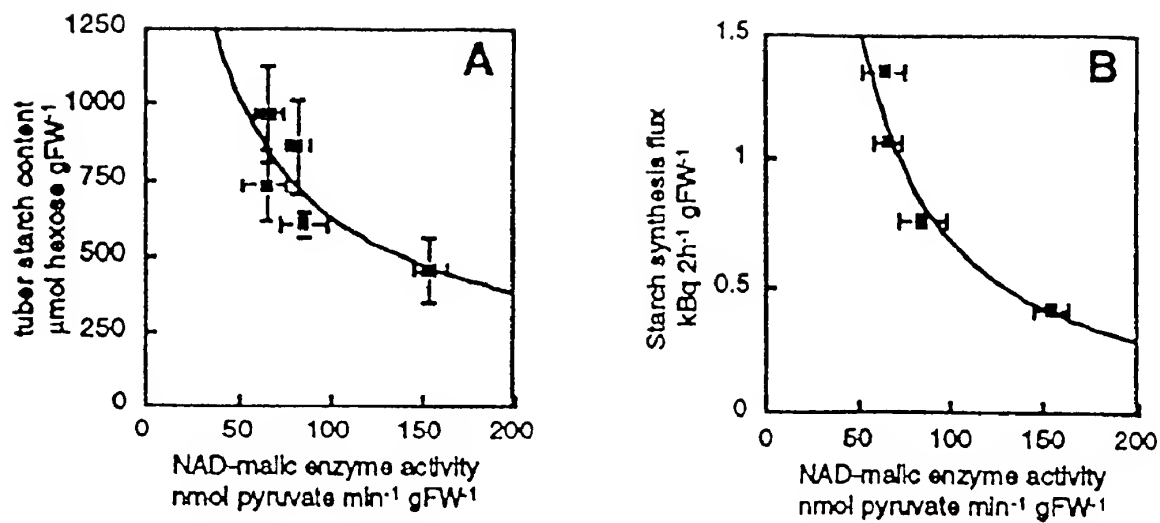 A
tuber starch content
µmol hexose gFW-1
1250
1000
750
500
250
0
0 50 100 150 200
NAD-malic enzyme activity
nmol pyruvate min-1 gFW-1
B
Starch synthesis flux
kBq 2h-1 gFW-1
1.5
1
0.5
0
0 50 100 150 200
NAD-malic enzyme activity
nmol pyruvate min-1 gFW-1